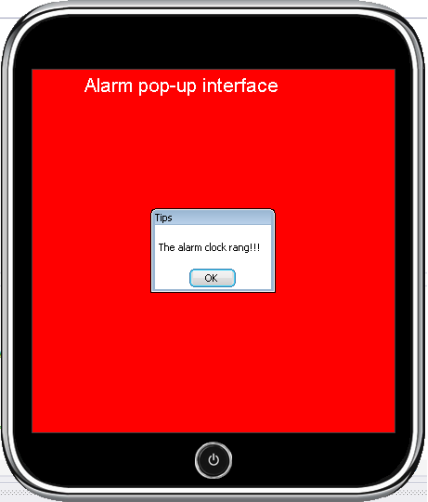 Alarm pop-up interface
Tips
The alarm clock rang!!!
OK